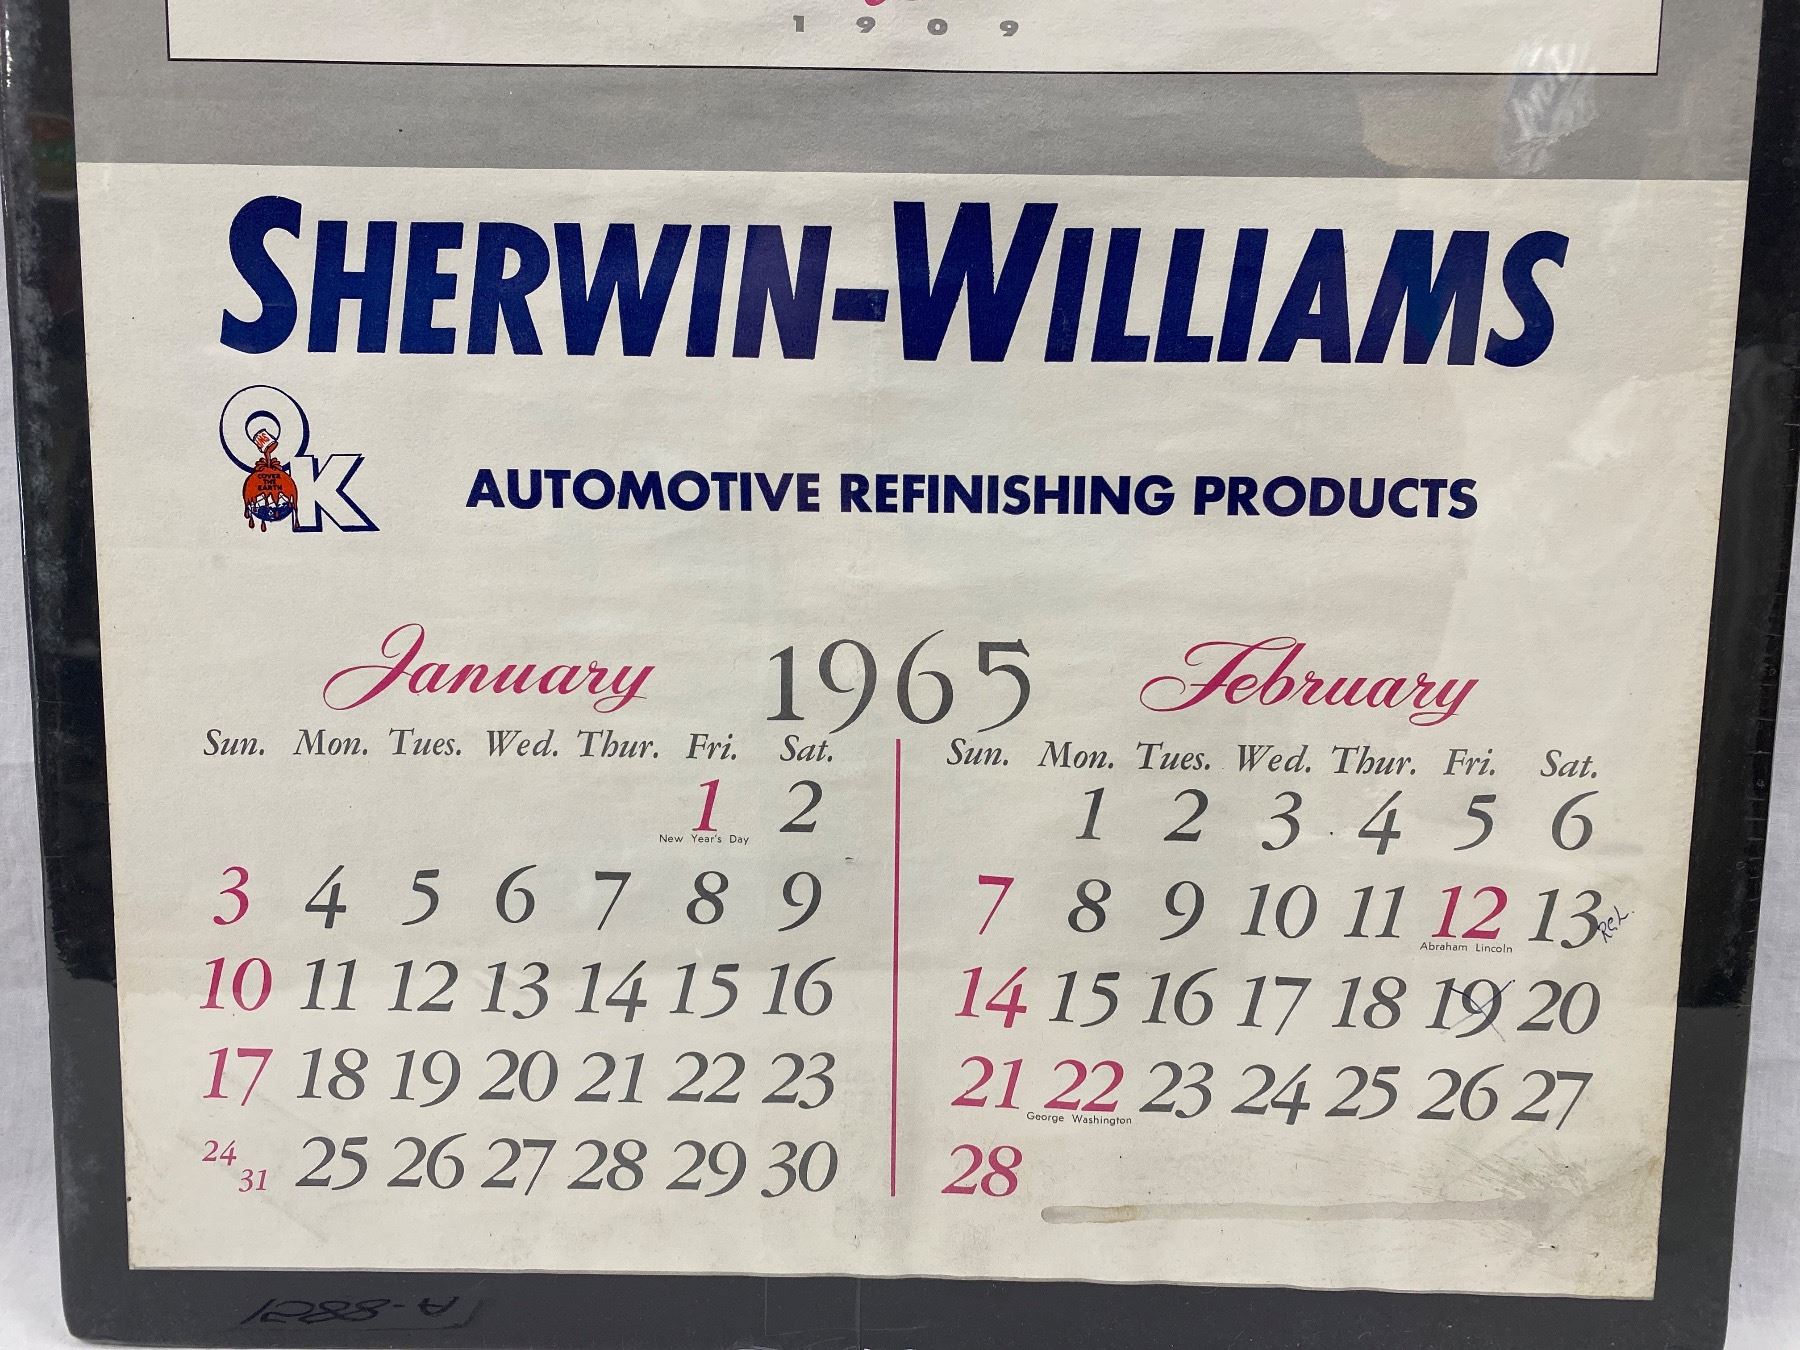 1909
SHERWIN-WILLIAMS
OK
COVER THE EARTH
AUTOMOTIVE REFINISHING PRODUCTS
January 1965 February
Sun. Mon. Tues. Wed. Thur. Fri. Sat.
1 2
New Year's Day
3 4 5 6 7 8 9
10 11 12 13 14 15 16
17 18 19 20 21 22 23
24 31 25 26 27 28 29 30
Sun. Mon. Tues. Wed. Thur. Fri. Sat.
1 2 3 4 5 6
7 8 9 10 11 12 13
Abraham Lincoln
14 15 16 17 18 19 20
21 22 23 24 25 26 27
George Washington
28